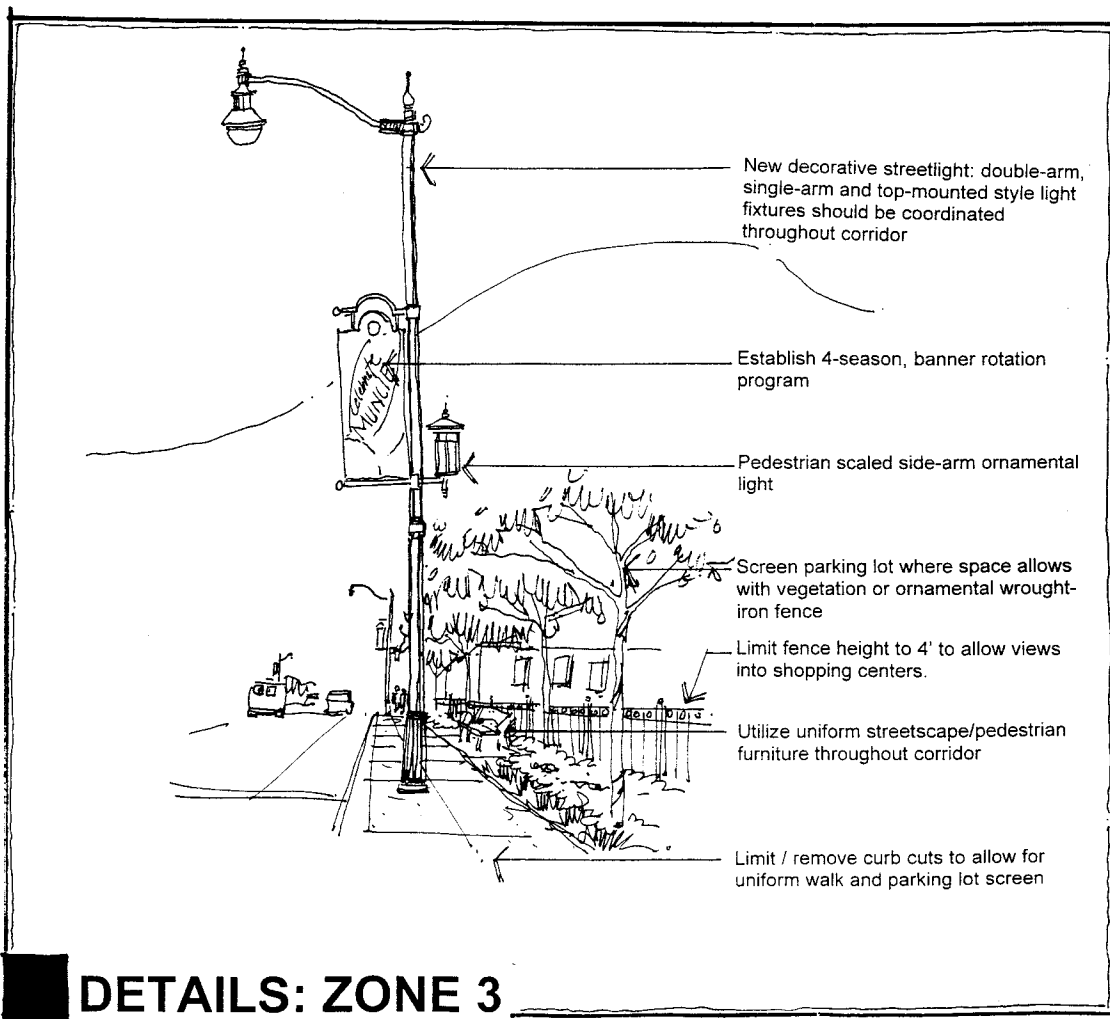 New decorative streetlight: double-arm,
single-arm and top-mounted style light
fixtures should be coordinated
throughout corridor
Celebrate
MUNCIE
Establish 4-season, banner rotation
program
Pedestrian scaled side-arm ornamental
light
Screen parking lot where space allows
with vegetation or ornamental wrought-
iron fence
Limit fence height to 4' to allow views
into shopping centers.
Utilize uniform streetscape/pedestrian
furniture throughout corridor
Limit / remove curb cuts to allow for
uniform walk and parking lot screen
DETAILS: ZONE 3